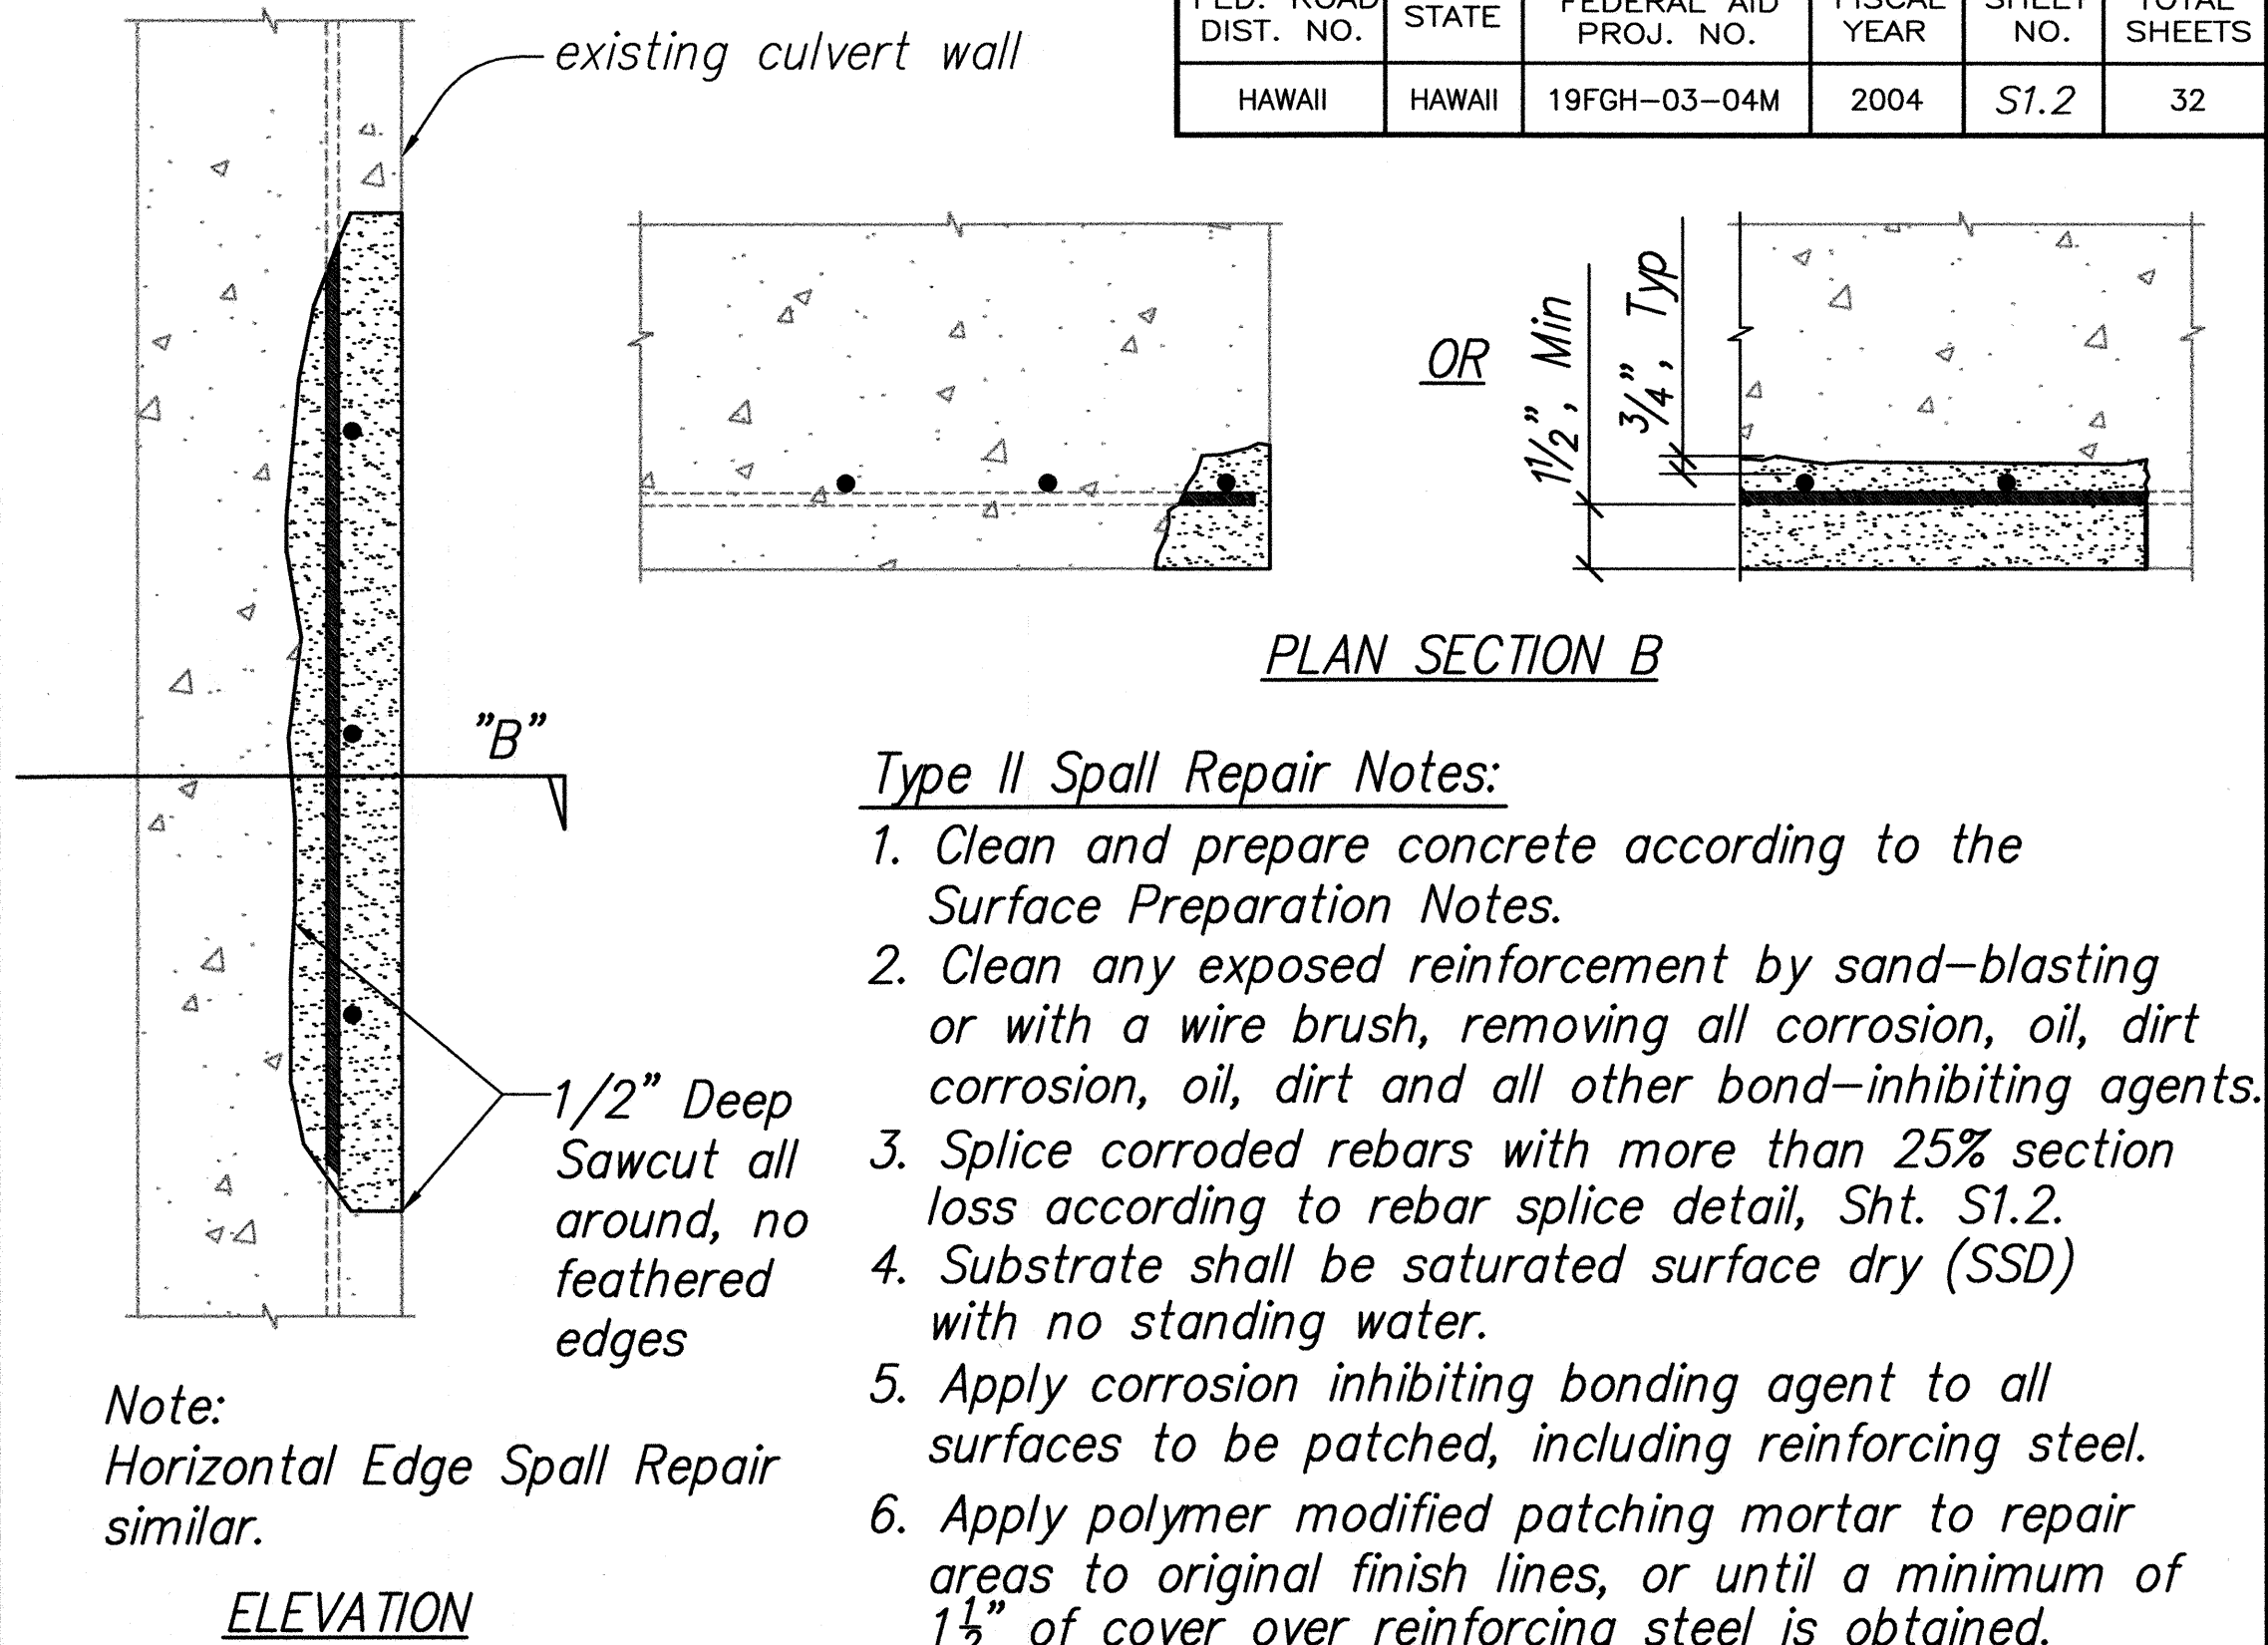 FED. ROAD DIST. NO.
STATE
FEDERAL AID PROJ. NO.
FISCAL YEAR
SHEET NO.
TOTAL SHEETS
HAWAII
HAWAII
19FGH-03-04M
2004
S1.2
32
existing culvert wall
OR
1 1/2", Min
3/4", Typ
PLAN SECTION B
"B"
1/2" Deep
Sawcut all
around, no
feathered
edges
Note:
Horizontal Edge Spall Repair
similar.
ELEVATION
Type II Spall Repair Notes:
1. Clean and prepare concrete according to the
Surface Preparation Notes.
2. Clean any exposed reinforcement by sand-blasting
or with a wire brush, removing all corrosion, oil, dirt
corrosion, oil, dirt and all other bond-inhibiting agents.
3. Splice corroded rebars with more than 25% section
loss according to rebar splice detail, Sht. S1.2.
4. Substrate shall be saturated surface dry (SSD)
with no standing water.
5. Apply corrosion inhibiting bonding agent to all
surfaces to be patched, including reinforcing steel.
6. Apply polymer modified patching mortar to repair
areas to original finish lines, or until a minimum of
1 1/2" of cover over reinforcing steel is obtained.